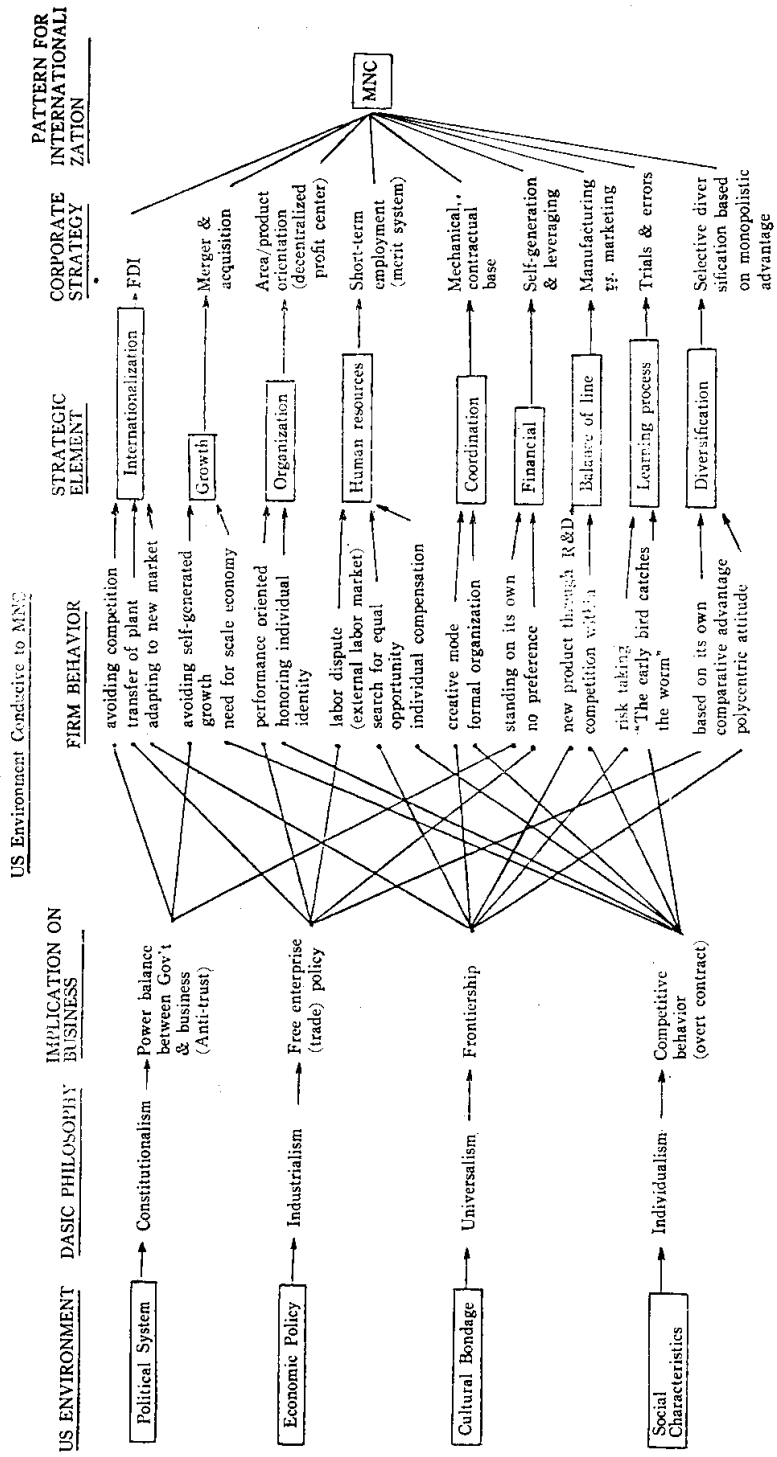 US Environment Condecive to MNC
US ENVIRONMENT
DASIC PHILOSOPHY
IMPLICATION ON
BUSINESS
FIRM BEHAVIOR
STRATEGIC
ELEMENT
CORPORATE
STRATEGY
PATTERN FOR
INTERNATIONALI
ZATION
Political System
Constitutionalism
Power balance
between Gov't
& business
(Anti-trust)
Economic Policy
Industrialism
Free enterprise
(trade) policy
Cultural Bondage
Universalism
Frontiership
Social
Characteristics
Individualism
Competitive
behavior
(overt contract)
avoiding competition
transfer of plant
adapting to new market
avoiding self-generated
growth
need for scale economy
performance oriented
honoring individual
identity
labor dispute
(external labor market)
search for equal
opportunity
individual compensation
creative mode
formal organization
standing on its own
no preference
new product through R&D
competition within
risk taking
"The early bird catches
the worm"
based on its own
comparative advantage
polycentric attitude
Internationalization
Growth
Organization
Human resources
Coordination
Financial
Balance of line
Learning process
Diversification
FDI
Merger &
acquisition
Area/product
orientation
(decentralized
profit center)
Short-term
employment
(merit system)
Mechanical,
contractual
base
Self-generation
& leveraging
Manufacturing
vs. marketing
Trials & errors
Selective diver
sification based
on monopolistic
advantage
MNC